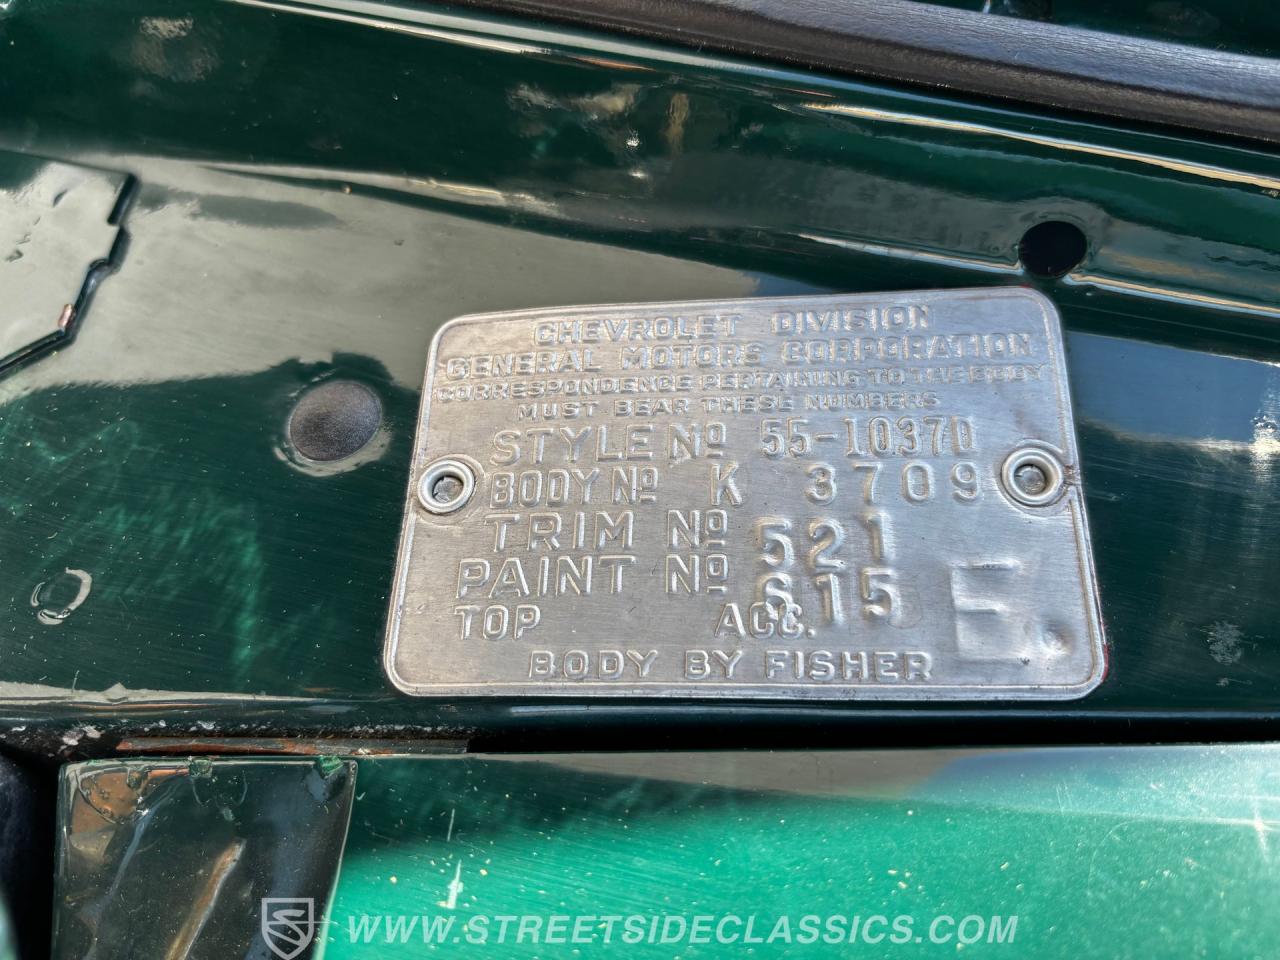 CHEVROLET DIVISION
GENERAL MOTORS CORPORATION
CORRESPONDENCE PERTAINING TO THE BODY
MUST BEAR THESE NUMBERS
STYLE Nº 55-1037D
BODY Nº K 3709
TRIM Nº 521
PAINT Nº 615 E
TOP ACC.
BODY BY FISHER
WWW.STREETSIDECLASSICS.COM